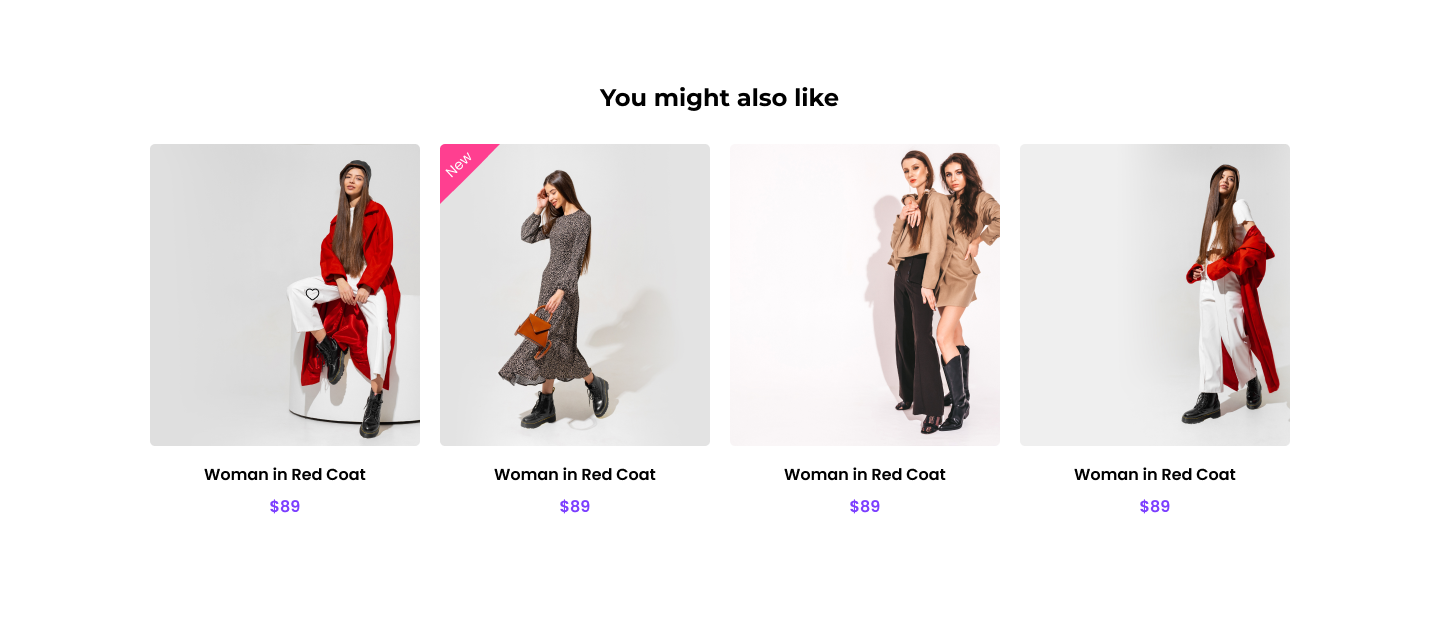 You might also like
New
Woman in Red Coat
$89
Woman in Red Coat
$89
Woman in Red Coat
$89
Woman in Red Coat
$89